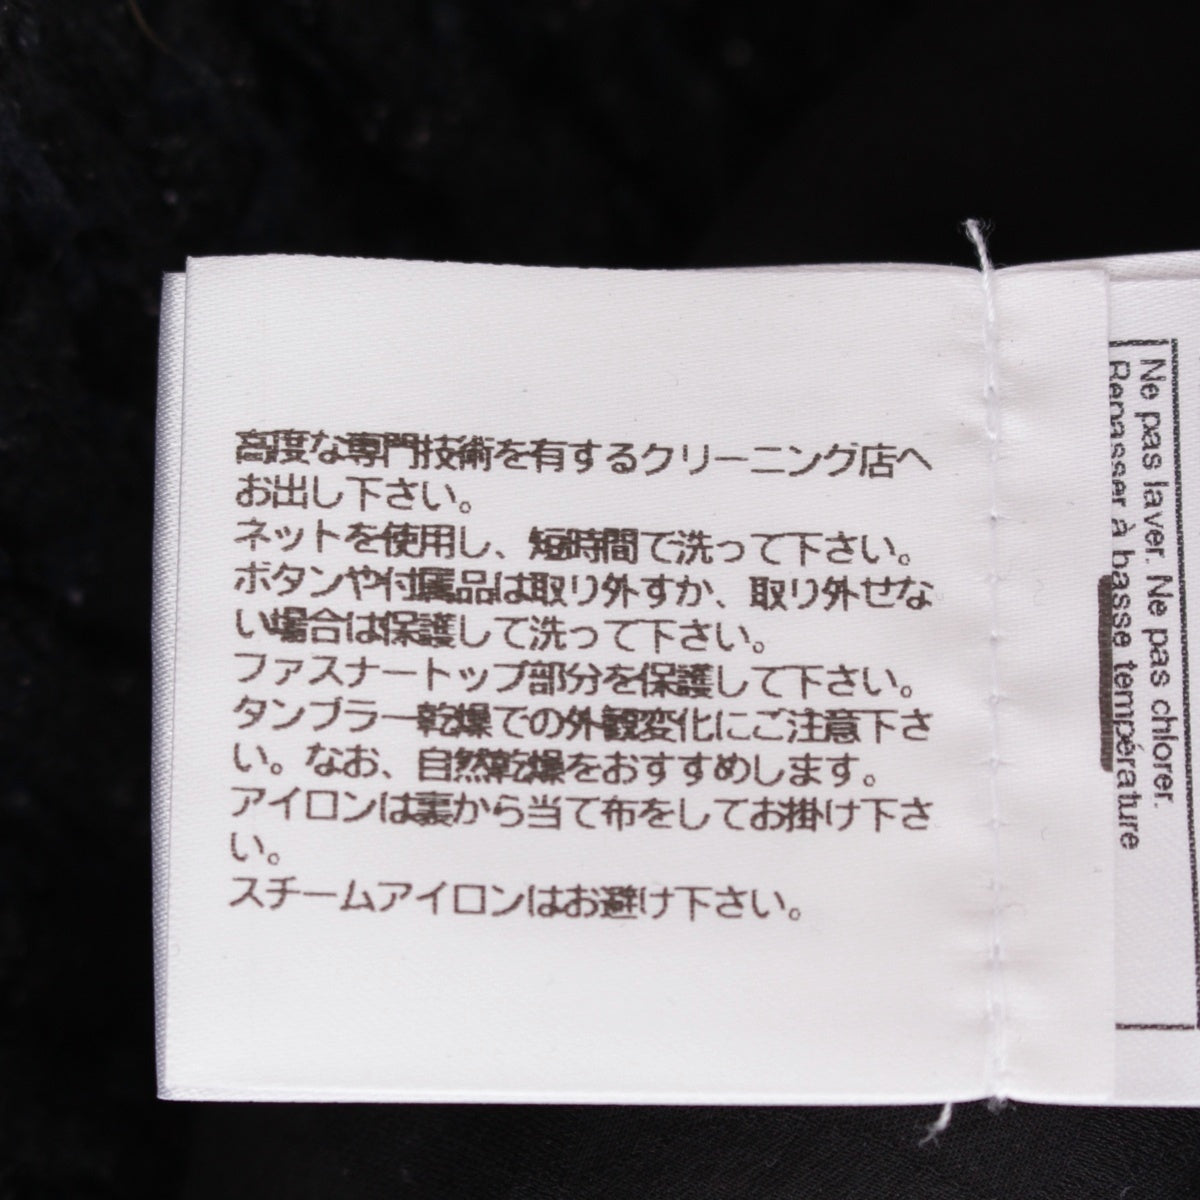 高度な専門技術を有するクリーニング店へ
お出し下さい。
ネットを使用し、短時間で洗って下さい。
ボタンや付属品は取り外すか、取り外せな
い場合は保護して洗って下さい。
ファスナートップ部分を保護して下さい。
タンブラー乾燥での外観変化にご注意下さ
い。なお、自然乾燥をおすすめします。
アイロンは裏から当て布をしてお掛け下さ
い。
スチームアイロンはお避け下さい。
Ne pas laver. Ne pas chlorer.
Repasser à basse température